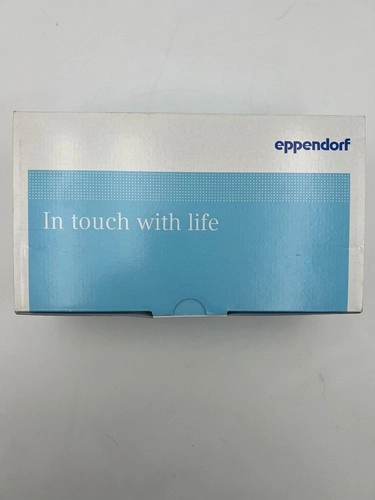 eppendorf
In touch with life